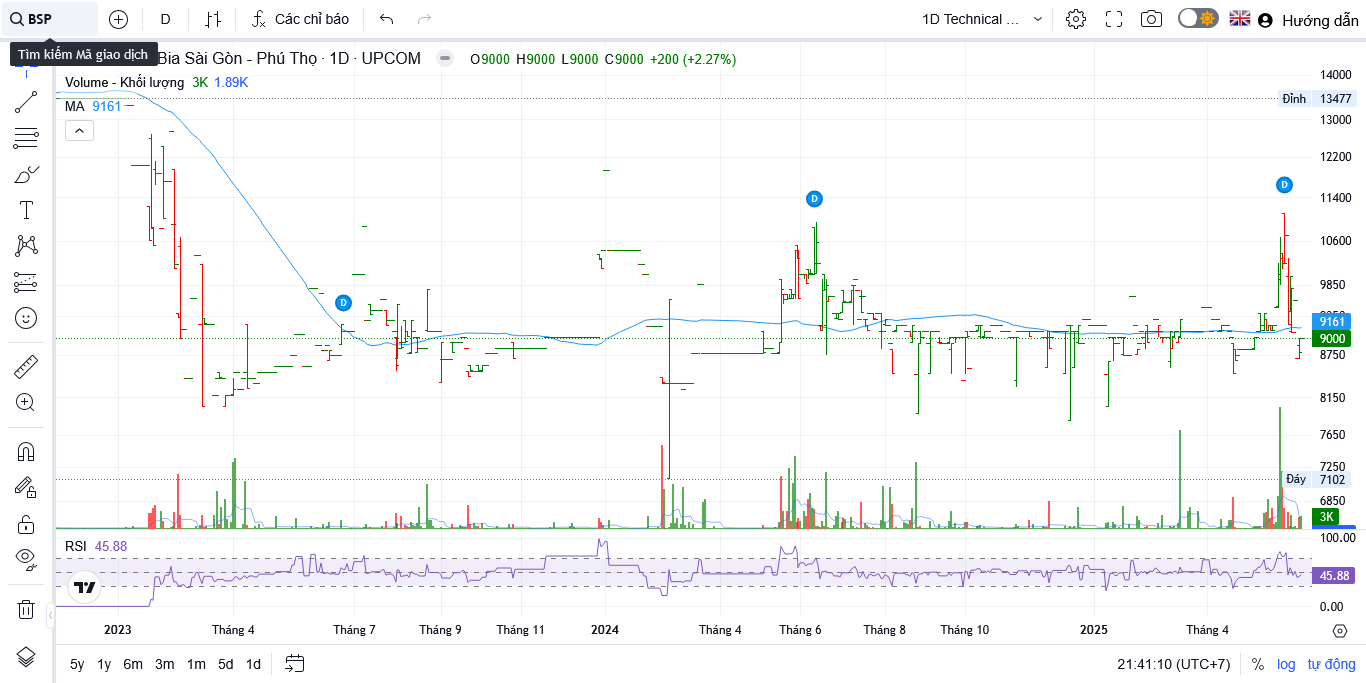 BSP
D
Các chỉ báo
1D Technical ...
Hướng dẫn
Tìm kiếm Mã giao dịch
Bia Sài Gòn - Phú Thọ · 1D · UPCOM
O9000 H9000 L9000 C9000 +200 (+2.27%)
Volume - Khối lượng 3K 1.89K
MA 9161
14000
Đỉnh 13477
13000
12200
11400
D
D
10600
9850
D
9161
9000
8750
8150
7650
7250
Đáy 7102
6850
3K
RSI 45.88
100.00
45.88
0.00
2023 Tháng 4 Tháng 7 Tháng 9 Tháng 11 2024 Tháng 4 Tháng 6 Tháng 8 Tháng 10 2025 Tháng 4
5y 1y 6m 3m 1m 5d 1d
21:41:10 (UTC+7) % log tự động